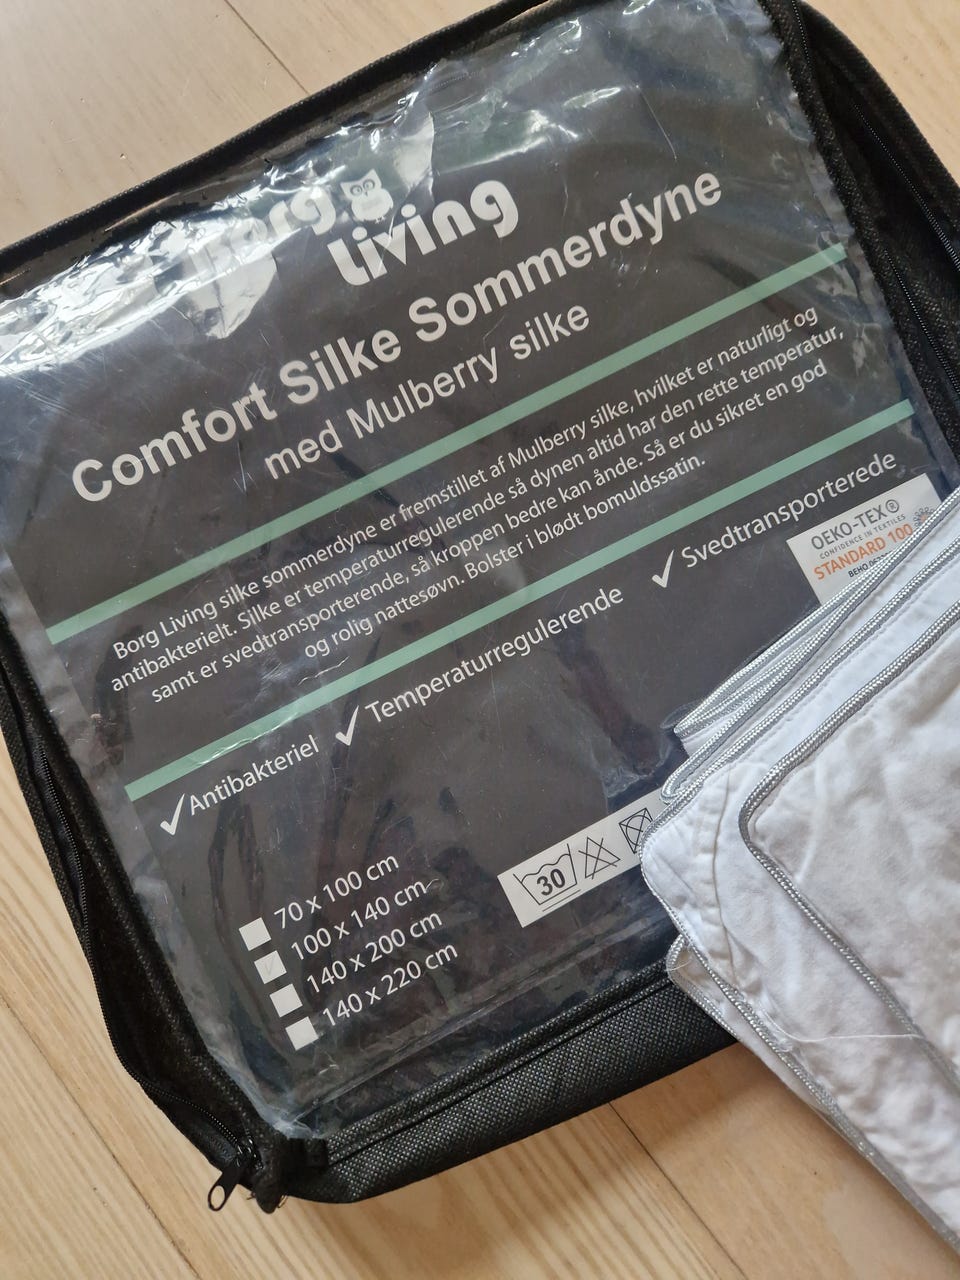 Borg
living
Comfort Silke Sommerdyne
med Mulberry silke
Borg Living silke sommerdyne er fremstillet af Mulberry silke, hvilket er naturligt og
antibakterielt. Silke er temperaturregulerende så dynen altid har den rette temperatur,
samt er svedtransporterende, så kroppen bedre kan ånde. Så er du sikret en god
og rolig nattesøvn. Bolster i blødt bomuldssatin.
Antibakteriel
Temperaturregulerende
Svedtransporterede
OEKO-TEX®
CONFIDENCE IN TEXTILES
STANDARD 100
70 x 100 cm
100 x 140 cm
140 x 200 cm
140 x 220 cm
30